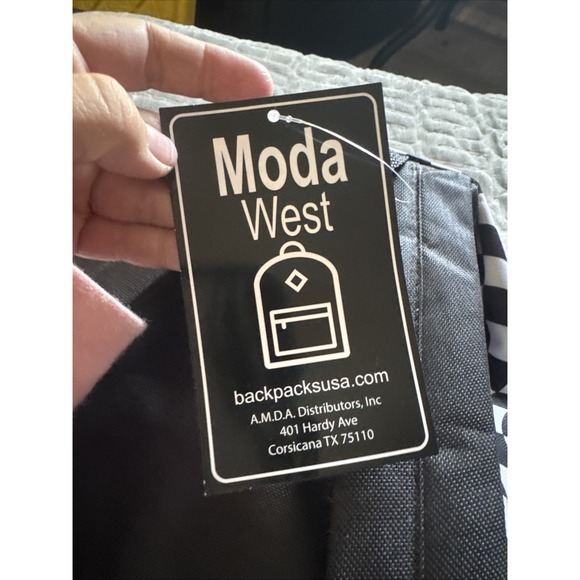 Moda
West
backpacksusa.com
A.M.D.A. Distributors, Inc
401 Hardy Ave
Corsicana TX 75110